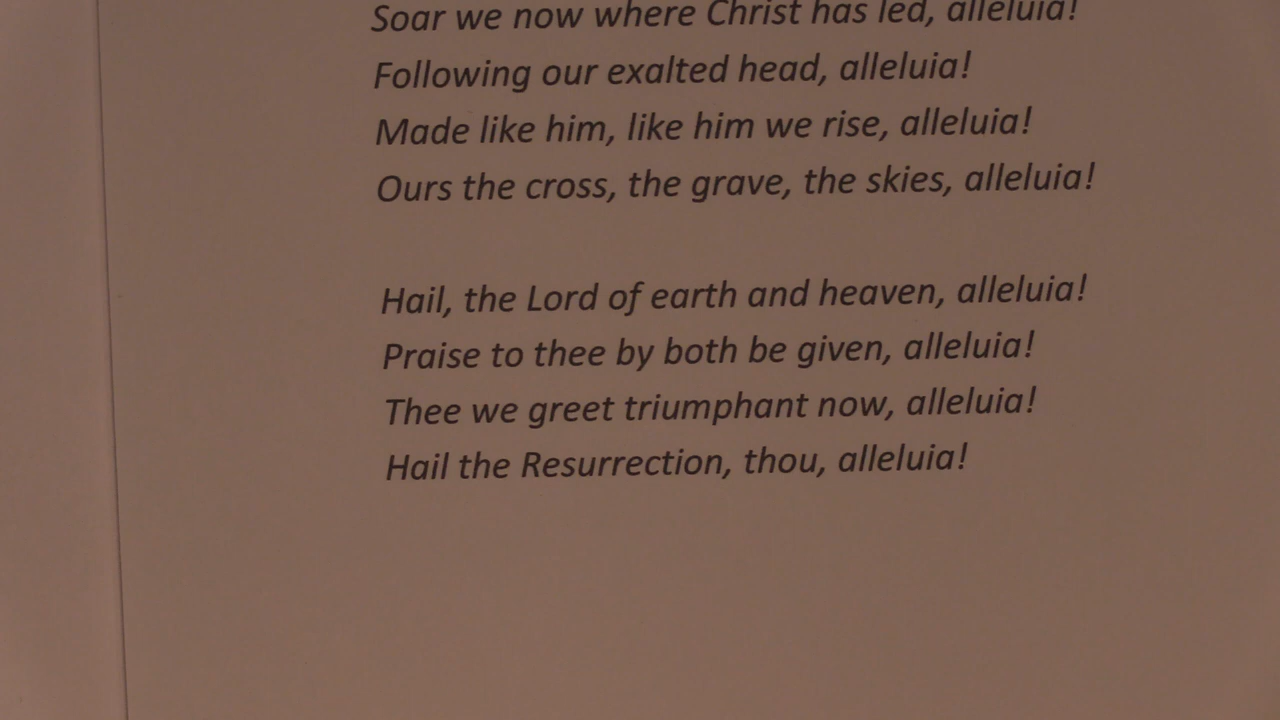 Soar we now where Christ has led, alleluia!
Following our exalted head, alleluia!
Made like him, like him we rise, alleluia!
Ours the cross, the grave, the skies, alleluia!
Hail, the Lord of earth and heaven, alleluia!
Praise to thee by both be given, alleluia!
Thee we greet triumphant now, alleluia!
Hail the Resurrection, thou, alleluia!